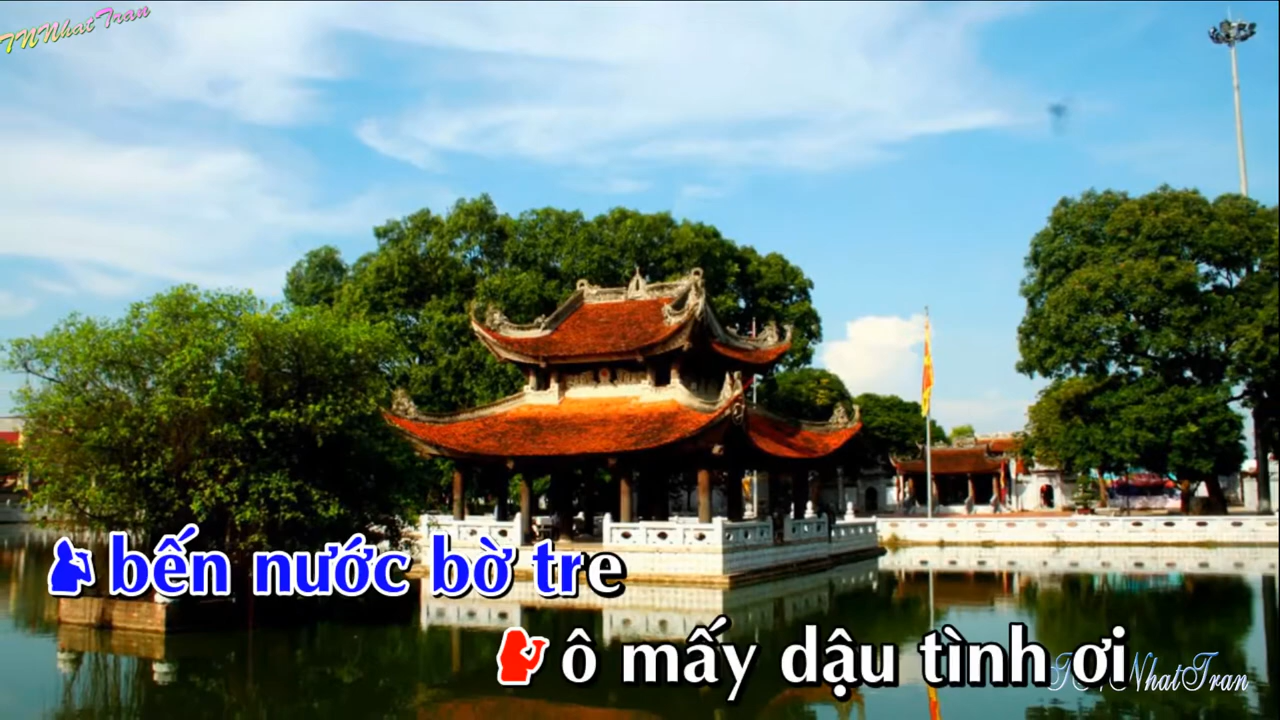 TNNhatTran
bến nước bờ tre
ô mấy dậu tình ơi
NhatTran